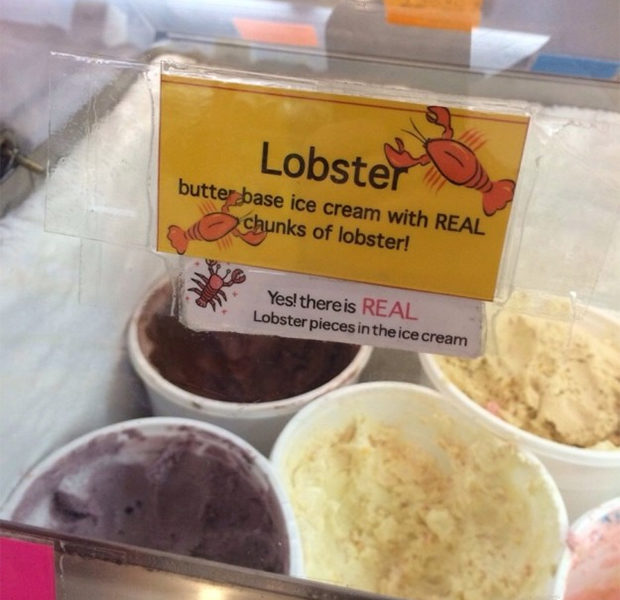 Lobster
butter base ice cream with REAL
chunks of lobster!
Yes! there is REAL
Lobster pieces in the ice cream